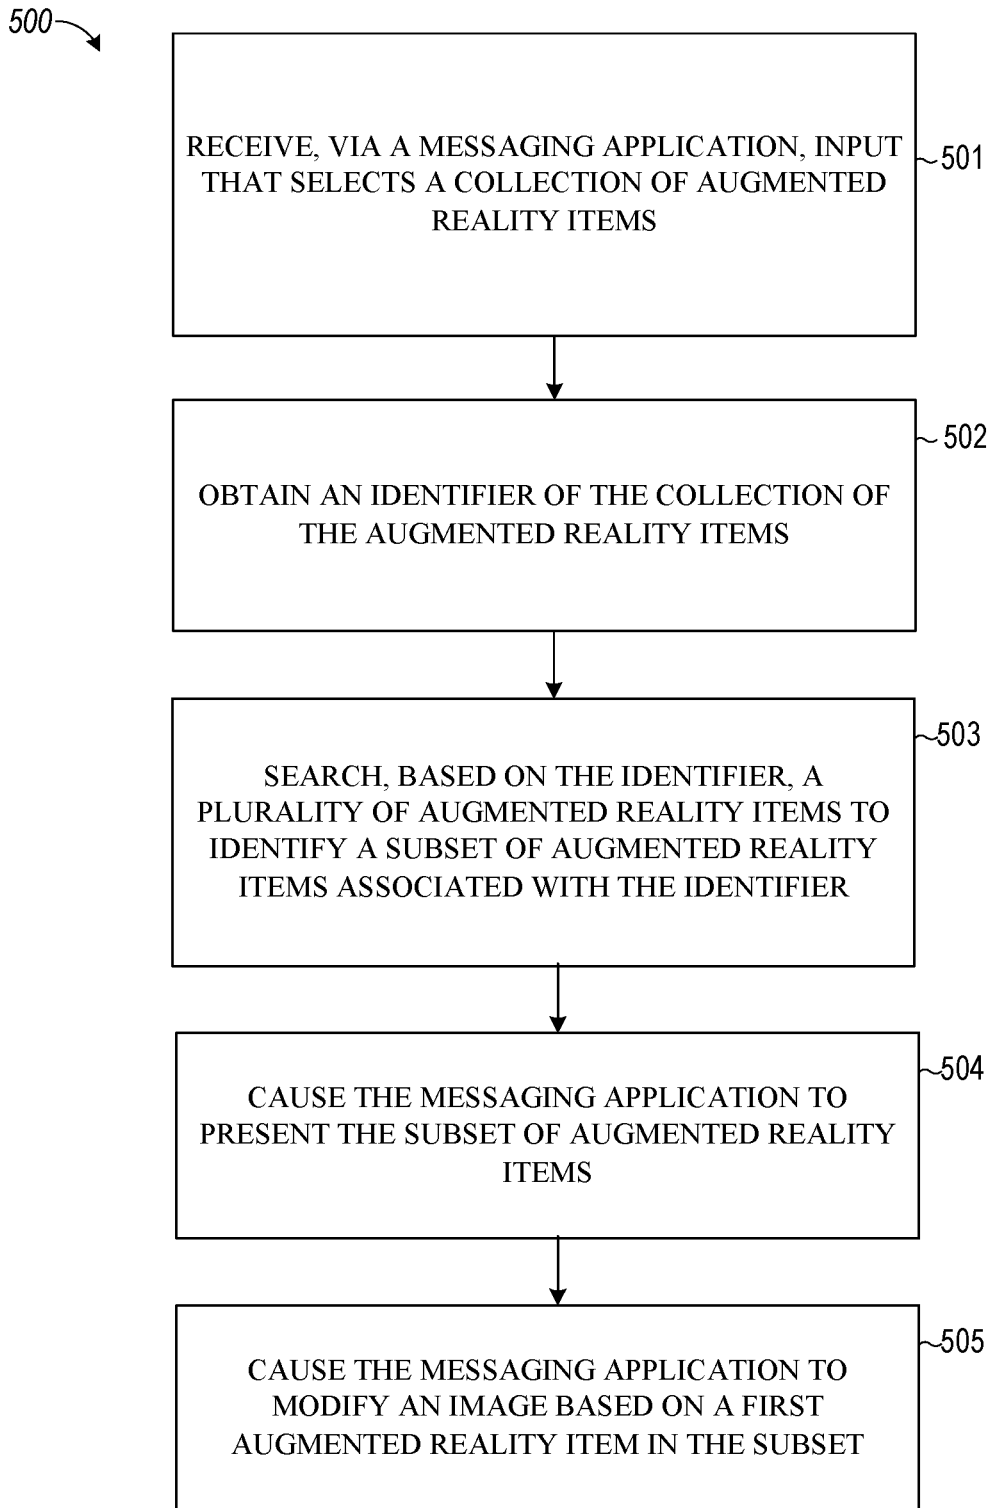 500
RECEIVE, VIA A MESSAGING APPLICATION, INPUT
THAT SELECTS A COLLECTION OF AUGMENTED
REALITY ITEMS
501
OBTAIN AN IDENTIFIER OF THE COLLECTION OF
THE AUGMENTED REALITY ITEMS
502
SEARCH, BASED ON THE IDENTIFIER, A
PLURALITY OF AUGMENTED REALITY ITEMS TO
IDENTIFY A SUBSET OF AUGMENTED REALITY
ITEMS ASSOCIATED WITH THE IDENTIFIER
503
CAUSE THE MESSAGING APPLICATION TO
PRESENT THE SUBSET OF AUGMENTED REALITY
ITEMS
504
CAUSE THE MESSAGING APPLICATION TO
MODIFY AN IMAGE BASED ON A FIRST
AUGMENTED REALITY ITEM IN THE SUBSET
505